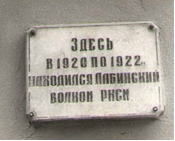 ЗДЕСЬ
В 1920 ПО 1922 г.
НАХОДИЛСЯ ЛАБИНСКИЙ
ВОЛКОМ РКСМ